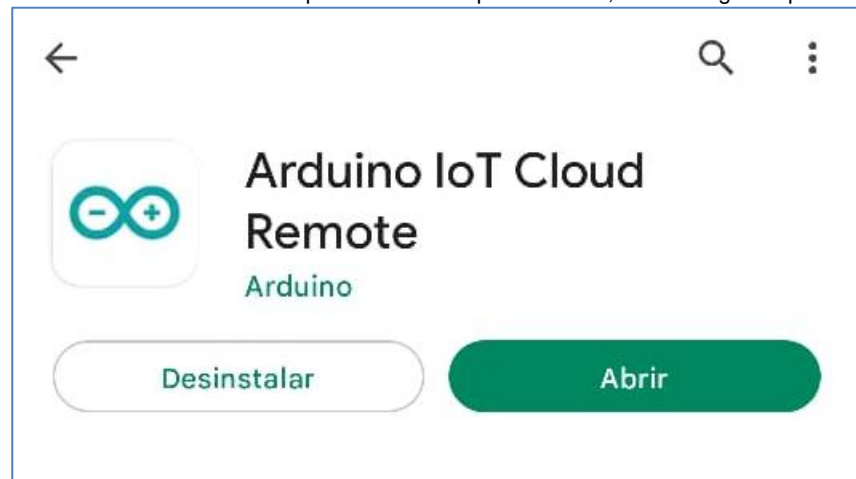 Arduino IoT Cloud
Remote
Arduino
Desinstalar
Abrir